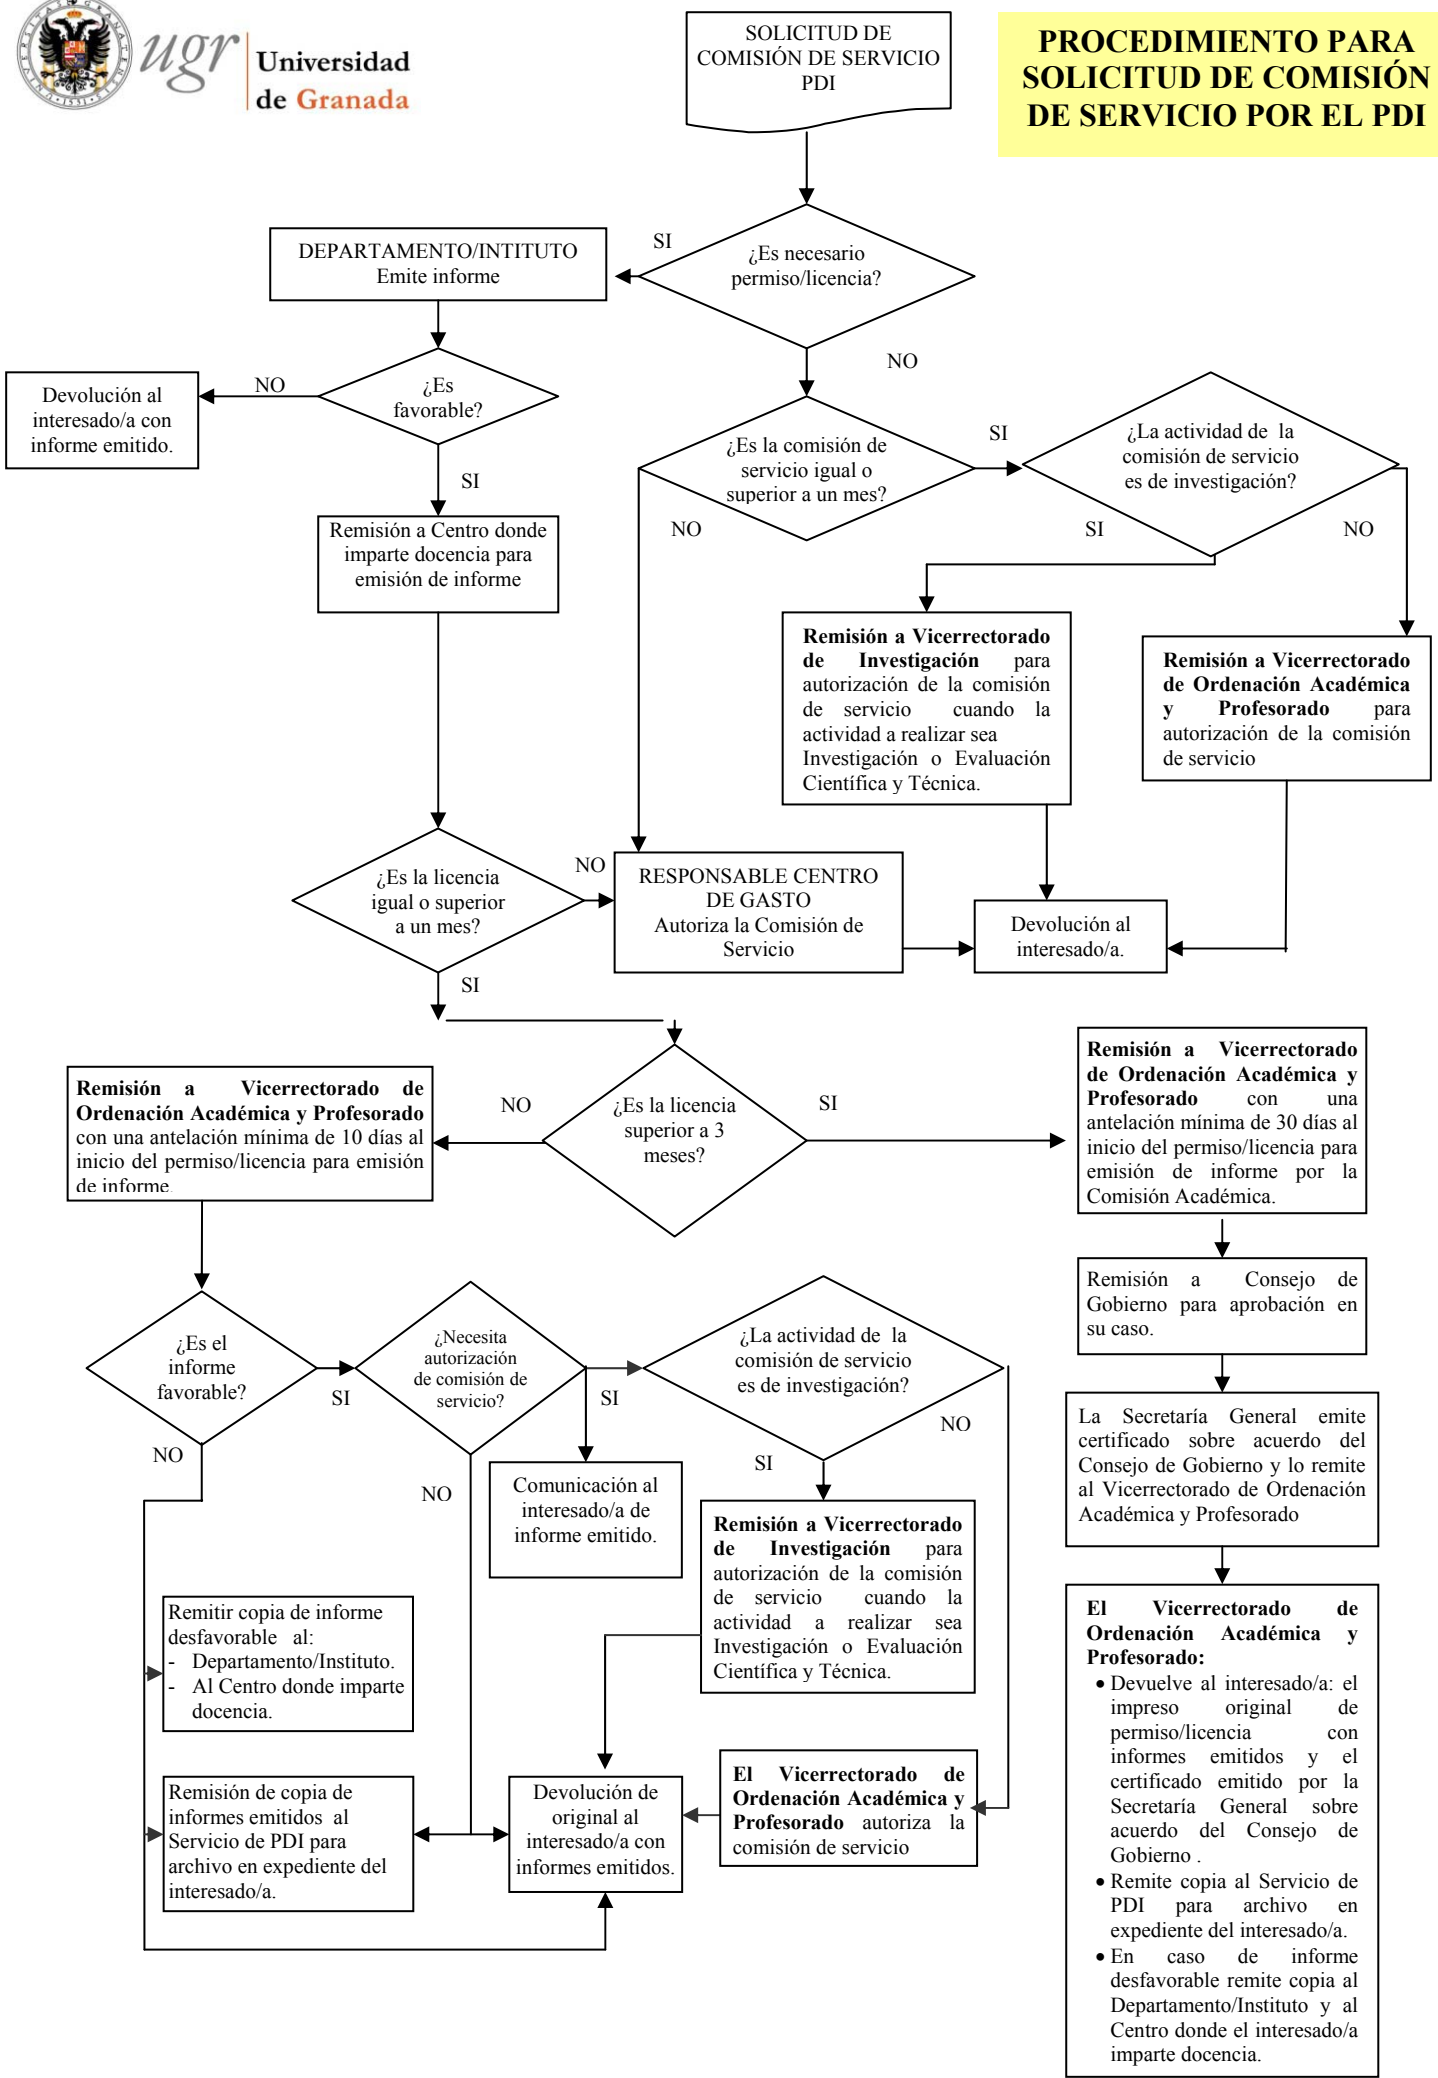 ugr
Universidad
de Granada
SOLICITUD DE
COMISIÓN DE SERVICIO
PDI
PROCEDIMIENTO PARA
SOLICITUD DE COMISIÓN
DE SERVICIO POR EL PDI
SI
¿Es necesario
permiso/licencia?
DEPARTAMENTO/INTITUTO
Emite informe
NO
Devolución al
interesado/a con
informe emitido.
NO
¿Es
favorable?
SI
¿Es la comisión de
servicio igual o
superior a un mes?
SI
¿La actividad de la
comisión de servicio
es de investigación?
NO
SI
NO
Remisión a Centro donde
imparte docencia para
emisión de informe
Remisión a Vicerrectorado
de Investigación para
autorización de la comisión
de servicio cuando la
actividad a realizar sea
Investigación o Evaluación
Científica y Técnica.
Remisión a Vicerrectorado
de Ordenación Académica
y Profesorado para
autorización de la comisión
de servicio
¿Es la licencia
igual o superior
a un mes?
NO
RESPONSABLE CENTRO
DE GASTO
Autoriza la Comisión de
Servicio
Devolución al
interesado/a.
SI
Remisión a Vicerrectorado de
Ordenación Académica y Profesorado
con una antelación mínima de 10 días al
inicio del permiso/licencia para emisión
de informe.
NO
¿Es la licencia
superior a 3
meses?
SI
Remisión a Vicerrectorado
de Ordenación Académica y
Profesorado con una
antelación mínima de 30 días al
inicio del permiso/licencia para
emisión de informe por la
Comisión Académica.
Remisión a Consejo de
Gobierno para aprobación en
su caso.
¿Es el
informe
favorable?
SI
NO
¿Necesita
autorización
de comisión de
servicio?
SI
NO
¿La actividad de la
comisión de servicio
es de investigación?
NO
SI
La Secretaría General emite
certificado sobre acuerdo del
Consejo de Gobierno y lo remite
al Vicerrectorado de Ordenación
Académica y Profesorado
Comunicación al
interesado/a de
informe emitido.
Remisión a Vicerrectorado
de Investigación para
autorización de la comisión
de servicio cuando la
actividad a realizar sea
Investigación o Evaluación
Científica y Técnica.
Remitir copia de informe
desfavorable al:
- Departamento/Instituto.
- Al Centro donde imparte
docencia.
Remisión de copia de
informes emitidos al
Servicio de PDI para
archivo en expediente del
interesado/a.
Devolución de
original al
interesado/a con
informes emitidos.
El Vicerrectorado de
Ordenación Académica y
Profesorado autoriza la
comisión de servicio
El Vicerrectorado de
Ordenación Académica y
Profesorado:
• Devuelve al interesado/a: el
impreso original de
permiso/licencia con
informes emitidos y el
certificado emitido por la
Secretaría General sobre
acuerdo del Consejo de
Gobierno .
• Remite copia al Servicio de
PDI para archivo en
expediente del interesado/a.
• En caso de informe
desfavorable remite copia al
Departamento/Instituto y al
Centro donde el interesado/a
imparte docencia.